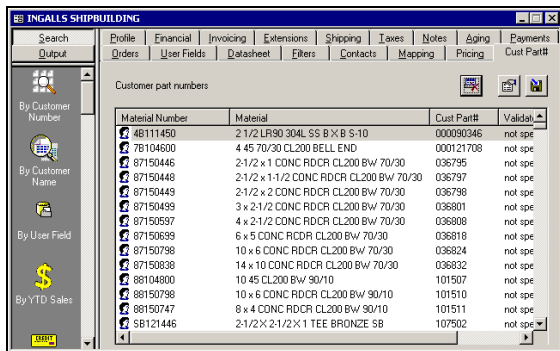 INGALLS SHIPBUILDING
Search
Output
Profile Financial Invoicing Extensions Shipping Taxes Notes Aging Payments
Orders User Fields Datasheet Filters Contacts Mapping Pricing Cust Part#
By Customer
Number
By Customer
Name
By User Field
By YTD Sales
CREDIT
Customer part numbers
Material Number Material Cust Part# Validat
4B111450 2 1/2 LR90 304L SS B X B S-10 000090346 not spe
7B104600 4 45 70/30 CL200 BELL END 000121708 not spe
87150446 2-1/2 x 1 CONC RDCR CL200 BW 70/30 036795 not spe
87150448 2-1/2 x 1-1/2 CONC RDCR CL200 BW 70/30 036797 not spe
87150449 2-1/2 x 2 CONC RDCR CL200 BW 70/30 036798 not spe
87150499 3 x 2-1/2 CONC RDCR CL200 BW 70/30 036801 not spe
87150597 4 x 2-1/2 CONC RDCR CL200 BW 70/30 036808 not spe
87150699 6 x 5 CONC RCDR CL200 BW 70/30 036818 not spe
87150798 10 x 6 CONC RDCR CL200 BW 70/30 036824 not spe
87150838 14 x 10 CONC RDCR CL200 BW 70/30 036832 not spe
88104800 10 45 CL200 BW 90/10 101507 not spe
88150798 10 x 6 CONC RDCR CL200 BW 90/10 101510 not spe
88150747 8 x 4 CONC RDCR CL200 BW 90/10 101511 not spe
SB121446 2-1/2 X 2-1/2 X 1 TEE BRONZE SB 107502 not spe